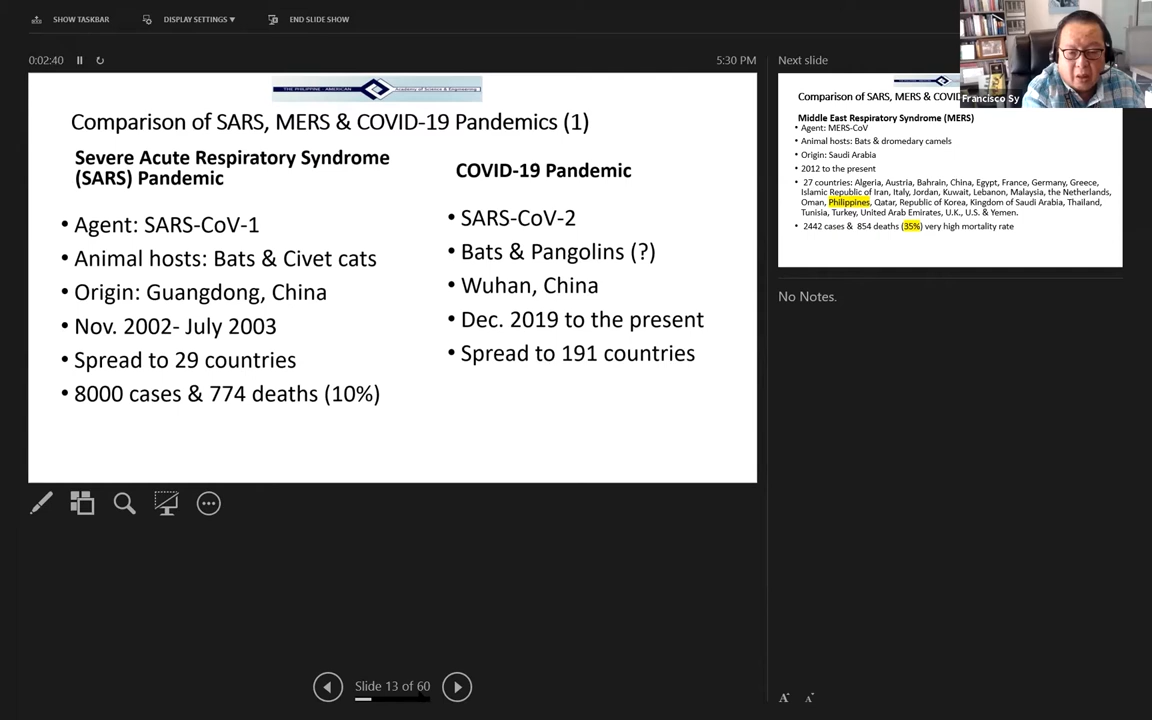 SHOW TASKBAR
DISPLAY SETTINGS ▼
END SLIDE SHOW
0:02:40
5:30 PM
THE PHILIPPINE AMERICAN
Academy of Science & Engineering
Comparison of SARS, MERS & COVID-19 Pandemics (1)
Severe Acute Respiratory Syndrome
(SARS) Pandemic
• Agent: SARS-CoV-1
• Animal hosts: Bats & Civet cats
• Origin: Guangdong, China
• Nov. 2002- July 2003
• Spread to 29 countries
• 8000 cases & 774 deaths (10%)
COVID-19 Pandemic
• SARS-CoV-2
• Bats & Pangolins (?)
• Wuhan, China
• Dec. 2019 to the present
• Spread to 191 countries
Slide 13 of 60
Next slide
Comparison of SARS, MERS & COVID
Middle East Respiratory Syndrome (MERS)
• Agent: MERS-CoV
• Animal hosts: Bats & dromedary camels
• Origin: Saudi Arabia
• 2012 to the present
• 27 countries: Algeria, Austria, Bahrain, China, Egypt, France, Germany, Greece,
Islamic Republic of Iran, Italy, Jordan, Kuwait, Lebanon, Malaysia, the Netherlands,
Oman, Philippines, Qatar, Republic of Korea, Kingdom of Saudi Arabia, Thailand,
Tunisia, Turkey, United Arab Emirates, U.K., U.S. & Yemen.
• 2442 cases & 854 deaths (35%) very high mortality rate
Francisco Sy
No Notes.
A
A